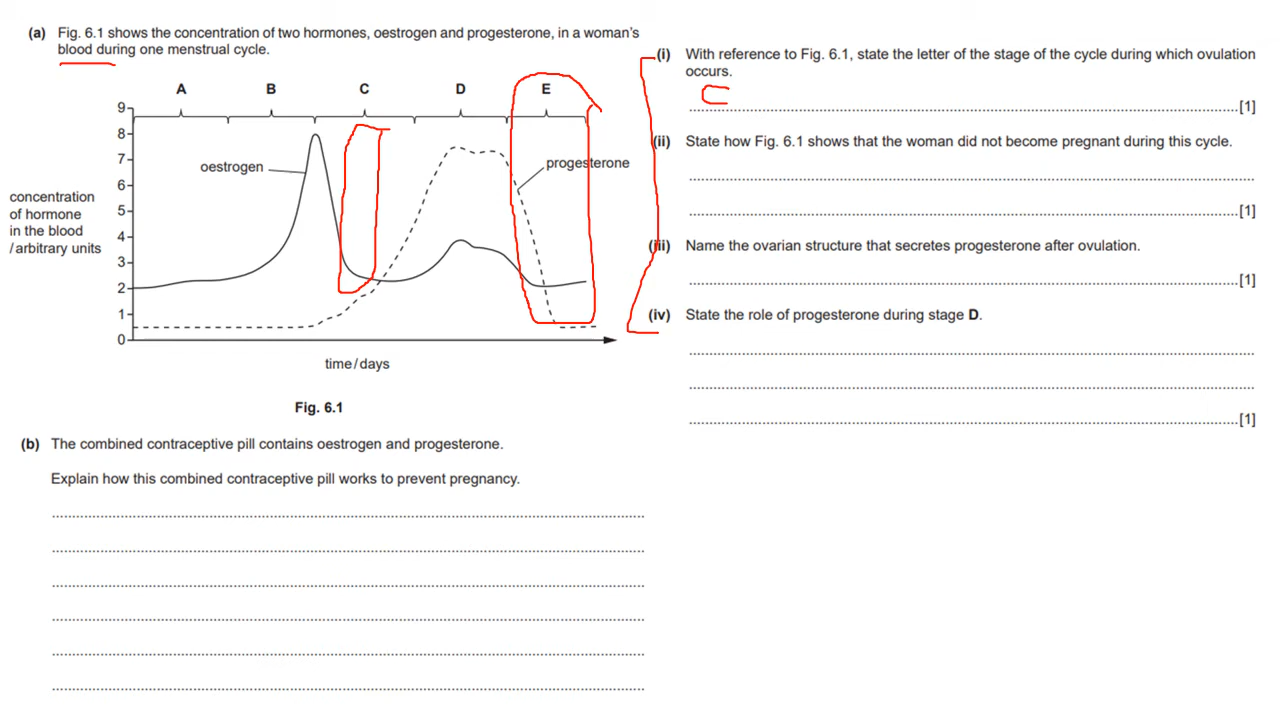 (a) Fig. 6.1 shows the concentration of two hormones, oestrogen and progesterone, in a woman's
blood during one menstrual cycle.
A B C D E
9
8
7
6
5
4
3
2
1
0
oestrogen
progesterone
concentration
of hormone
in the blood
/ arbitrary units
time / days
Fig. 6.1
(b) The combined contraceptive pill contains oestrogen and progesterone.
Explain how this combined contraceptive pill works to prevent pregnancy.
(i) With reference to Fig. 6.1, state the letter of the stage of the cycle during which ovulation
occurs.
C
[1]
(ii) State how Fig. 6.1 shows that the woman did not become pregnant during this cycle.
[1]
(iii) Name the ovarian structure that secretes progesterone after ovulation.
[1]
(iv) State the role of progesterone during stage D.
[1]